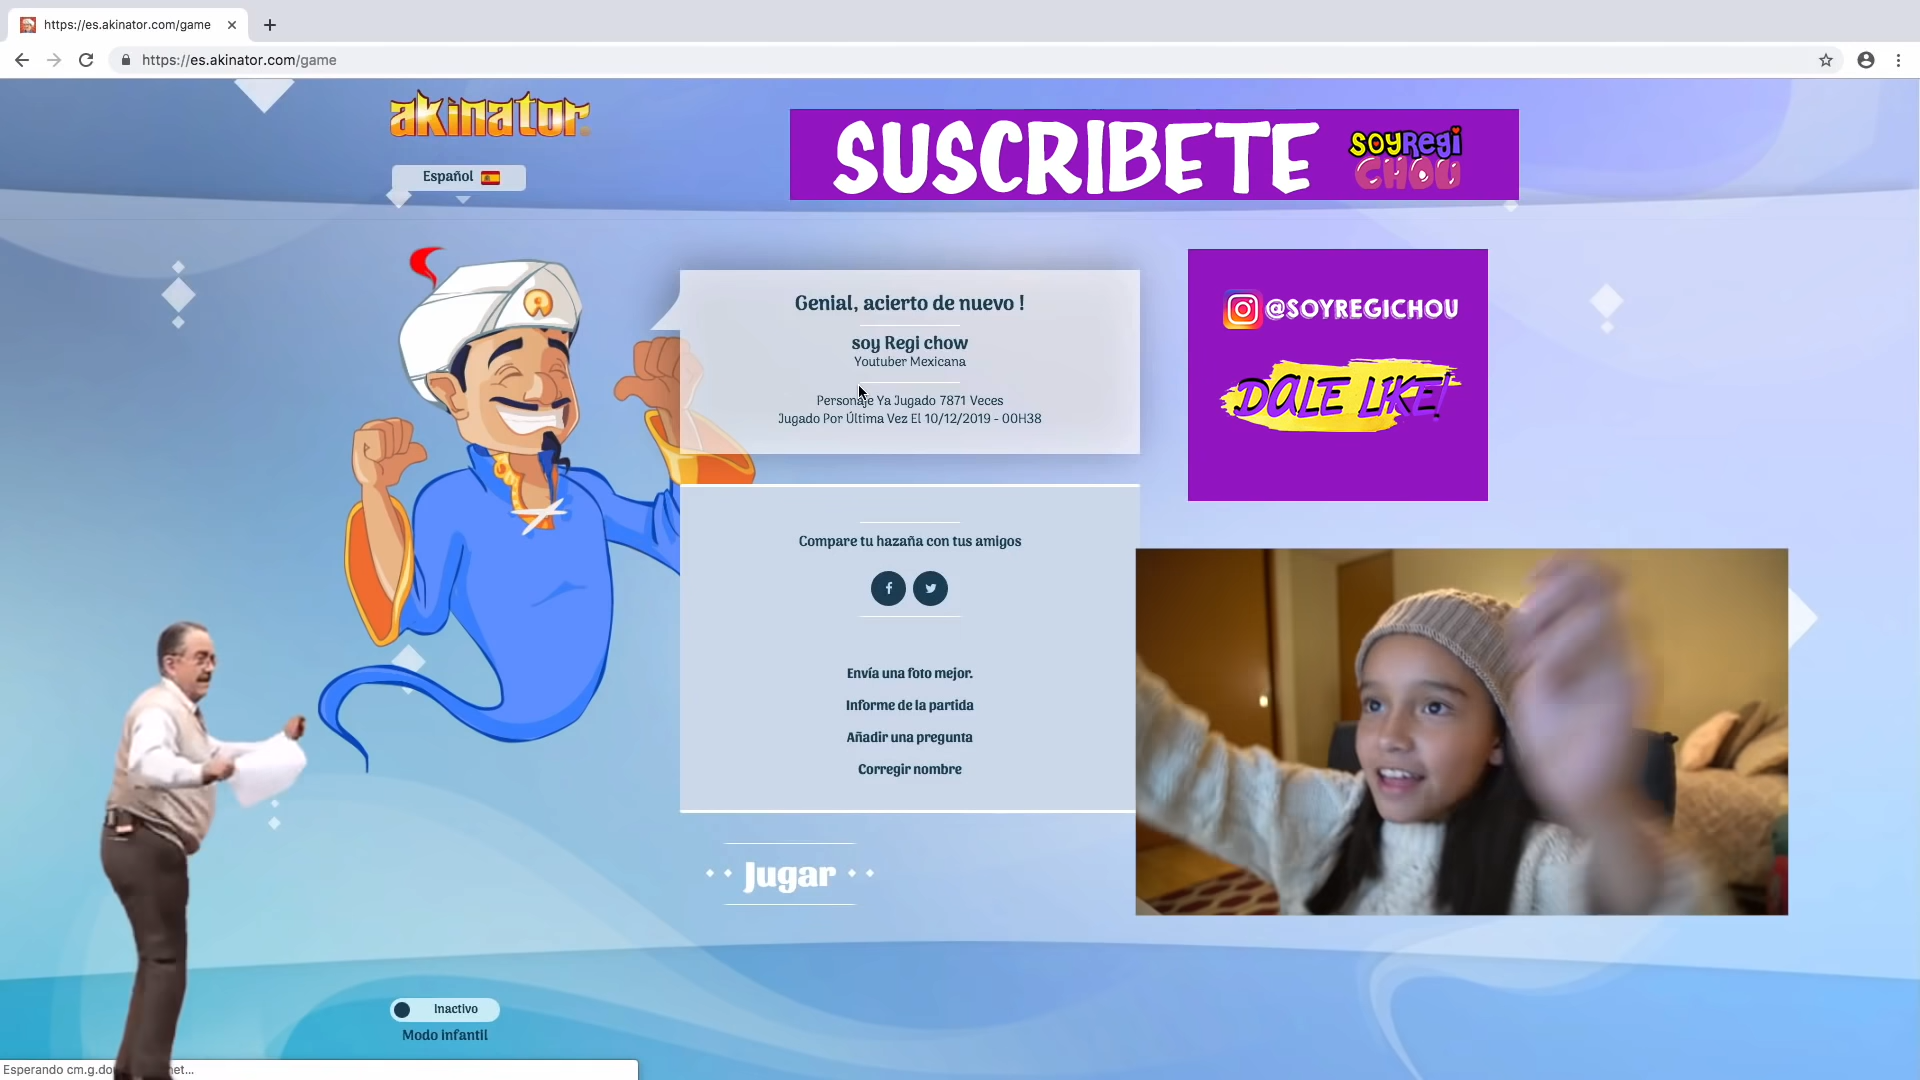 https://es.akinator.com/game
https://es.akinator.com/game
akinator
SUSCRIBETE
SOYRegi
CHOU
Español
Genial, acierto de nuevo !
soy Regi chow
Youtuber Mexicana
Personaje Ya Jugado 7871 Veces
Jugado Por Última Vez El 10/12/2019 - 00H38
@SOYREGICHOU
DALE LIKE!
Compare tu hazaña con tus amigos
Envía una foto mejor.
Informe de la partida
Añadir una pregunta
Corregir nombre
Jugar
Inactivo
Modo infantil
Esperando